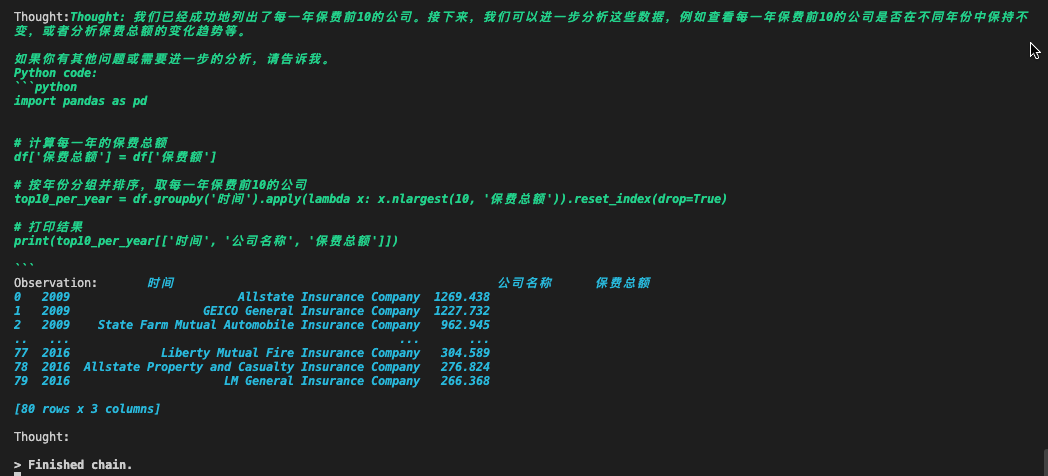 Thought:Thought: 我们已经成功地列出了每一年保费前10的公司。接下来，我们可以进一步分析这些数据，例如查看每一年保费前10的公司是否在不同年份中保持不
变，或者分析保费总额的变化趋势等。
如果你有其他问题或需要进一步的分析，请告诉我。
Python code:
```python
import pandas as pd
# 计算每一年的保费总额
df['保费总额'] = df['保费额']
# 按年份分组并排序，取每一年保费前10的公司
top10_per_year = df.groupby('时间').apply(lambda x: x.nlargest(10, '保费总额')).reset_index(drop=True)
# 打印结果
print(top10_per_year[['时间', '公司名称', '保费总额']])
```
Observation: 时间 公司名称 保费总额
0 2009 Allstate Insurance Company 1269.438
1 2009 GEICO General Insurance Company 1227.732
2 2009 State Farm Mutual Automobile Insurance Company 962.945
.. ... ... ...
77 2016 Liberty Mutual Fire Insurance Company 304.589
78 2016 Allstate Property and Casualty Insurance Company 276.824
79 2016 LM General Insurance Company 266.368
[80 rows x 3 columns]
Thought:
> Finished chain.